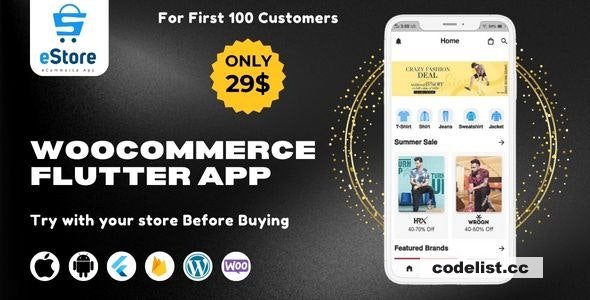 eStore
eCommerce App
For First 100 Customers
ONLY
29$
WOOCOMMERCE
FLUTTER APP
Try with your store Before Buying
WOO
Home
CRAZY FASHION
DEAL
T-Shirt Shirt Jeans Sweatshirt Jacket
Summer Sale
HRX
WROGN
40-70% Off
40-60% Off
Featured Brands
codelist.cc